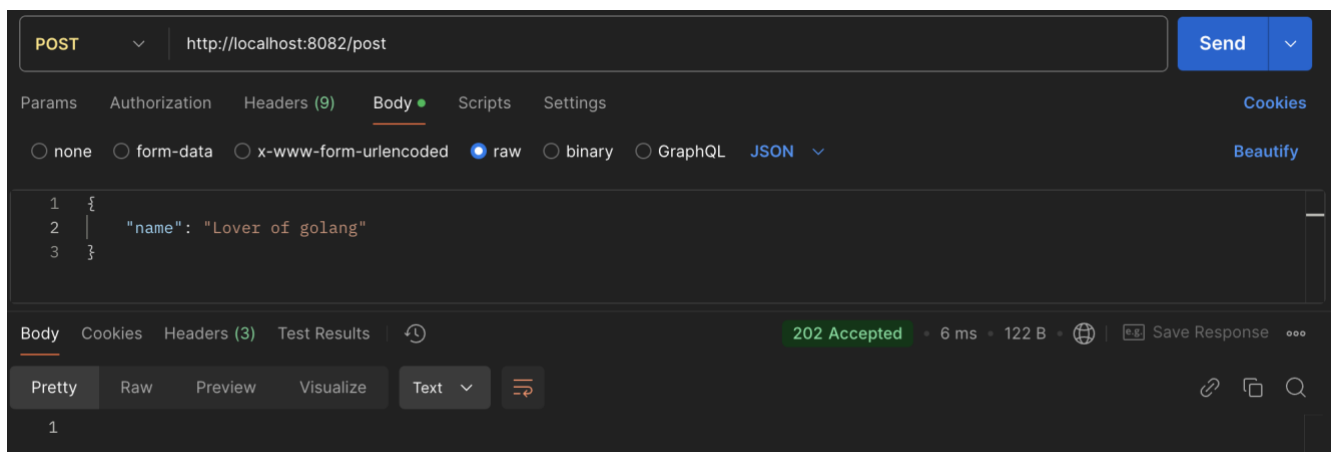 POST http://localhost:8082/post Send
Params Authorization Headers (9) Body Scripts Settings Cookies
none form-data x-www-form-urlencoded raw binary GraphQL JSON Beautify
1 {
2 "name": "Lover of golang"
3 }
Body Cookies Headers (3) Test Results 202 Accepted • 6 ms • 122 B • e.g. Save Response
Pretty Raw Preview Visualize Text
1